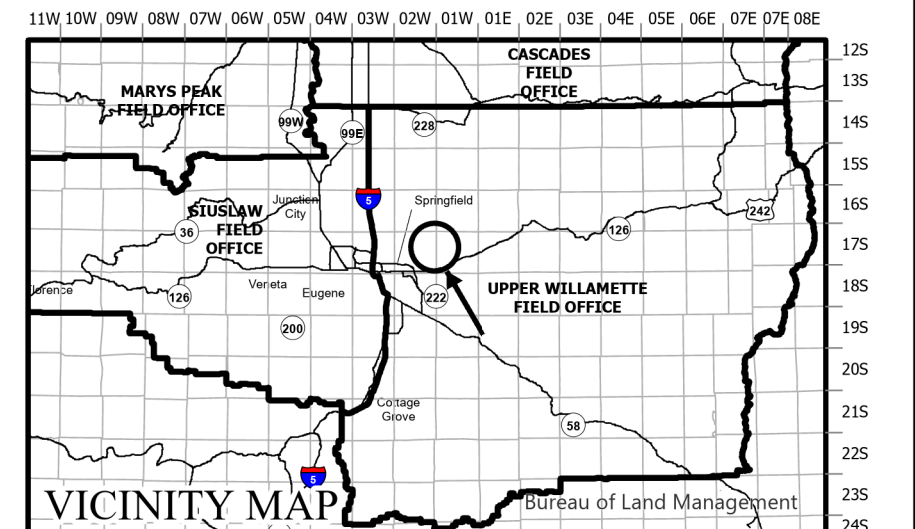 11W 10W 09W 08W 07W 06W 05W 04W 03W 02W 01W 01E 02E 03E 04E 05E 06E 07E 07E 08E
12S
CASCADES
FIELD
OFFICE
13S
MARYS PEAK
FIELD OFFICE
99W
99E
228
14S
15S
5
Junction
City
Springfield
16S
SIUSLAW
FIELD
OFFICE
36
126
242
17S
Veneta
Eugene
222
UPPER WILLAMETTE
FIELD OFFICE
18S
lorence
126
200
19S
20S
Cottage
Grove
21S
58
22S
5
VICINITY MAP
Bureau of Land Management
23S
24S